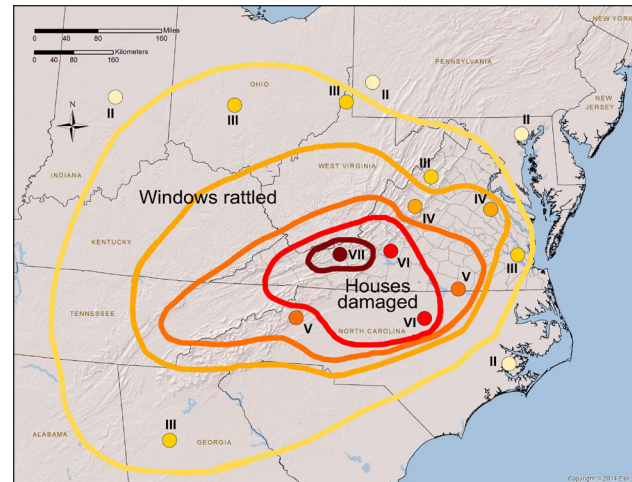 Miles
0 40 80 160
Kilometers
0 40 80 160
NEW YORK
PENNSYLVANIA
OHIO
II
II
III
III
N
NEW
JERSEY
II
INDIANA
WEST VIRGINIA
III
Windows rattled
IV
IV
KENTUCKY
VII
VI
III
Houses
damaged
V
TENNESSEE
V
NORTH CAROLINA
VI
II
III
ALABAMA
GEORGIA
Copyright © 2014 Esri